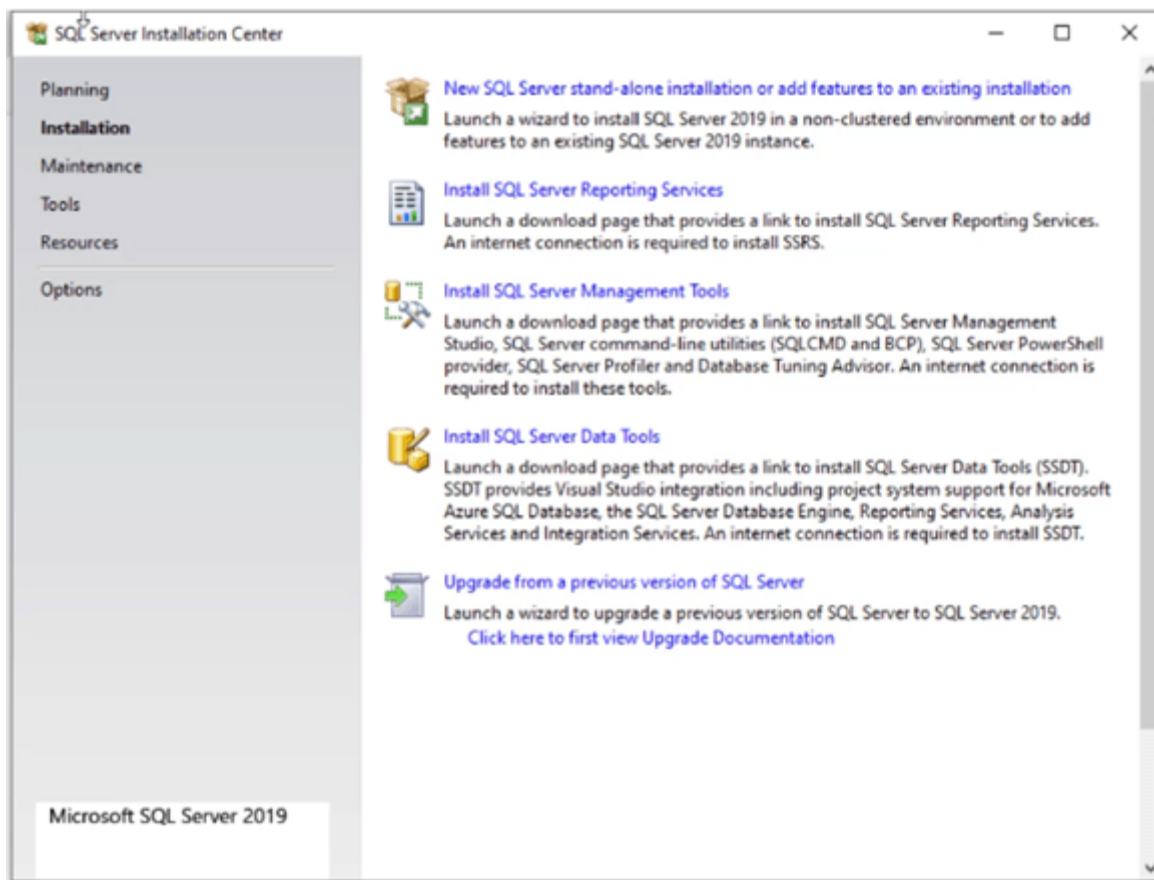 SQL Server Installation Center
Planning
Installation
Maintenance
Tools
Resources
Options
Microsoft SQL Server 2019
New SQL Server stand-alone installation or add features to an existing installation
Launch a wizard to install SQL Server 2019 in a non-clustered environment or to add
features to an existing SQL Server 2019 instance.
Install SQL Server Reporting Services
Launch a download page that provides a link to install SQL Server Reporting Services.
An internet connection is required to install SSRS.
Install SQL Server Management Tools
Launch a download page that provides a link to install SQL Server Management
Studio, SQL Server command-line utilities (SQLCMD and BCP), SQL Server PowerShell
provider, SQL Server Profiler and Database Tuning Advisor. An internet connection is
required to install these tools.
Install SQL Server Data Tools
Launch a download page that provides a link to install SQL Server Data Tools (SSDT).
SSDT provides Visual Studio integration including project system support for Microsoft
Azure SQL Database, the SQL Server Database Engine, Reporting Services, Analysis
Services and Integration Services. An internet connection is required to install SSDT.
Upgrade from a previous version of SQL Server
Launch a wizard to upgrade a previous version of SQL Server to SQL Server 2019.
Click here to first view Upgrade Documentation